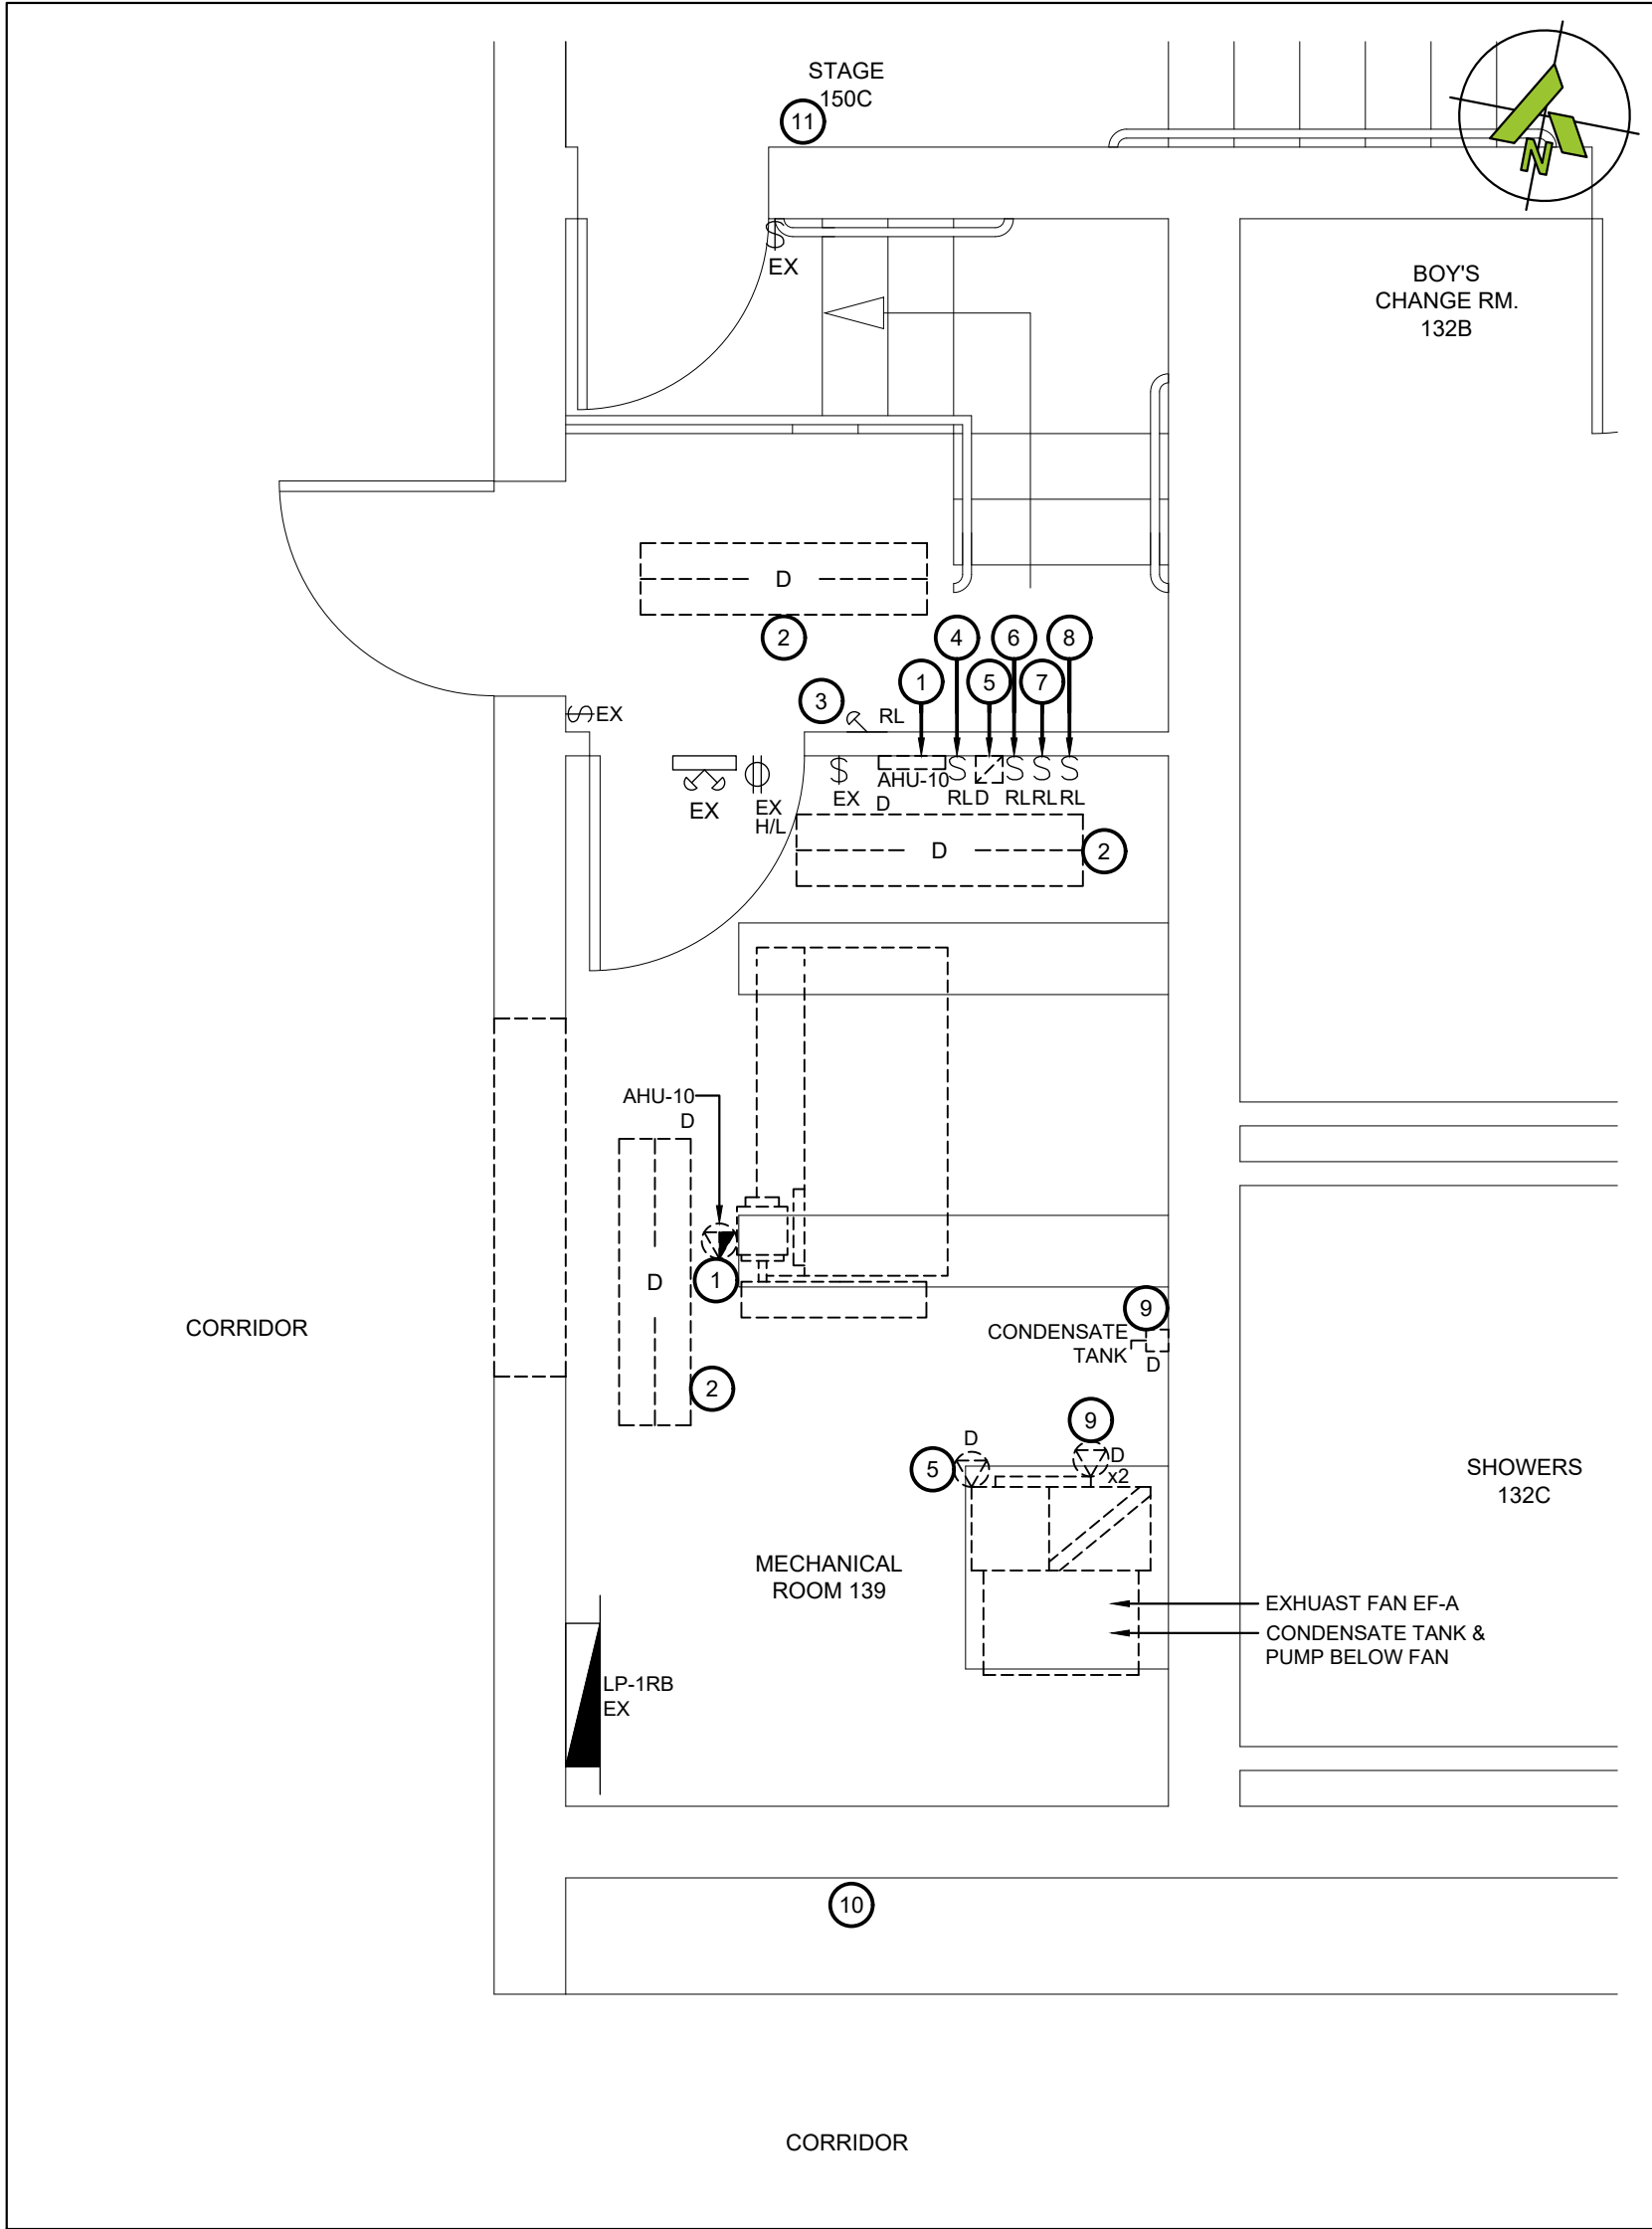 STAGE
150C
11
N
EX
BOY'S
CHANGE RM.
132B
D
2
4
6
8
1
5
7
3
RL
EX
AHU-10
D
RL
D
RL
RL
RL
EX
EX
H/L
EX
D
2
AHU-10
D
D
1
2
CORRIDOR
9
CONDENSATE
TANK
D
9
D
x2
D
5
SHOWERS
132C
MECHANICAL
ROOM 139
EXHUAST FAN EF-A
CONDENSATE TANK &
PUMP BELOW FAN
LP-1RB
EX
10
CORRIDOR